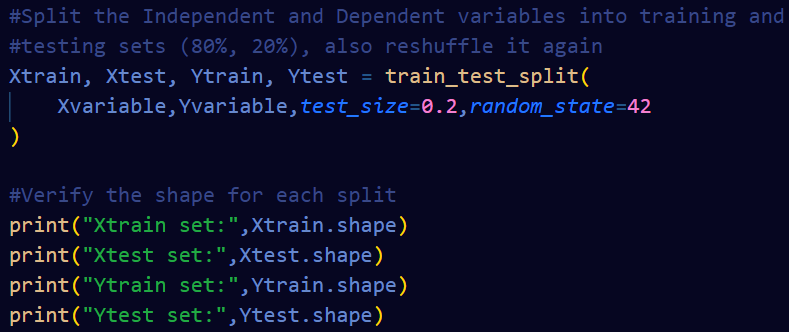 #Split the Independent and Dependent variables into training and
#testing sets (80%, 20%), also reshuffle it again
Xtrain, Xtest, Ytrain, Ytest = train_test_split(
    Xvariable,Yvariable,test_size=0.2,random_state=42
)
#Verify the shape for each split
print("Xtrain set:",Xtrain.shape)
print("Xtest set:",Xtest.shape)
print("Ytrain set:",Ytrain.shape)
print("Ytest set:",Ytest.shape)